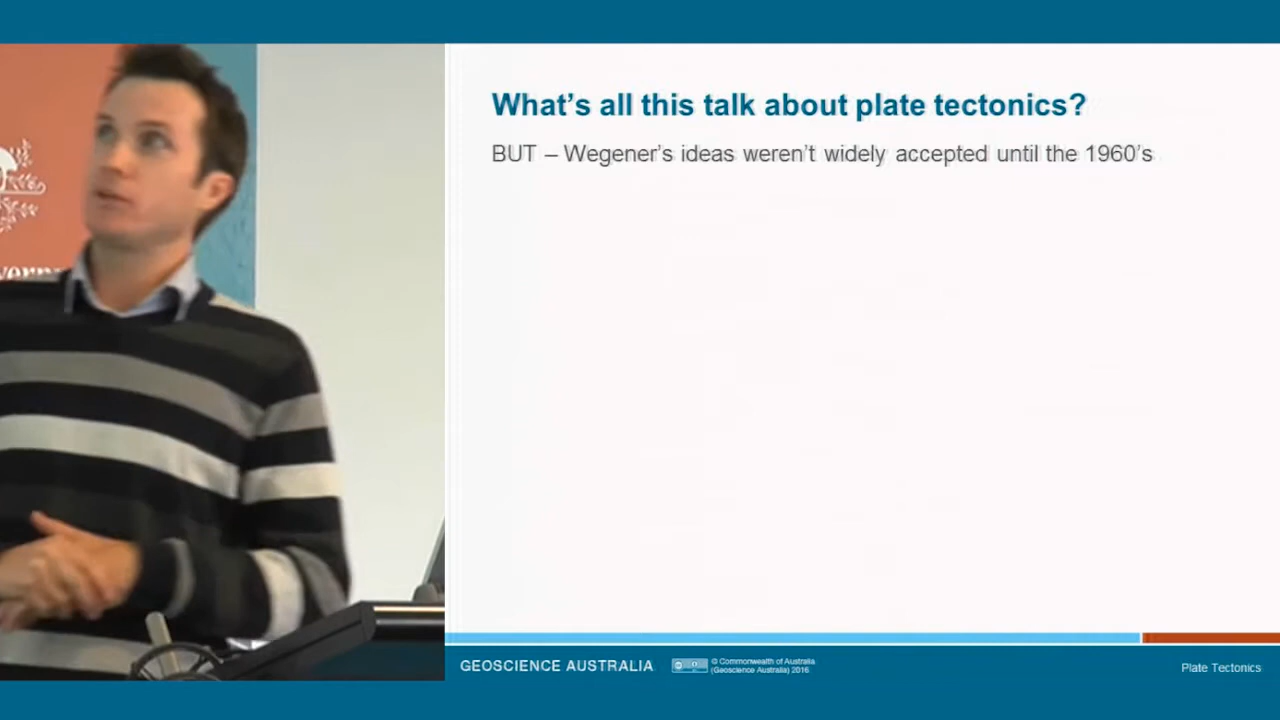 What's all this talk about plate tectonics?
BUT – Wegener's ideas weren't widely accepted until the 1960's
GEOSCIENCE AUSTRALIA
© Commonwealth of Australia
(Geoscience Australia) 2016.
Plate Tectonics